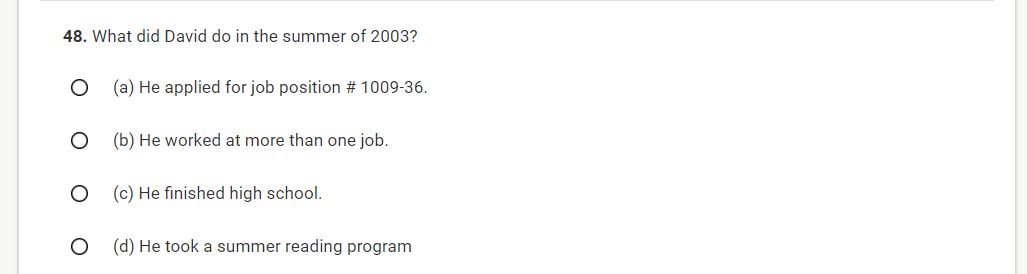 48. What did David do in the summer of 2003?
(a) He applied for job position # 1009-36.
(b) He worked at more than one job.
(c) He finished high school.
(d) He took a summer reading program